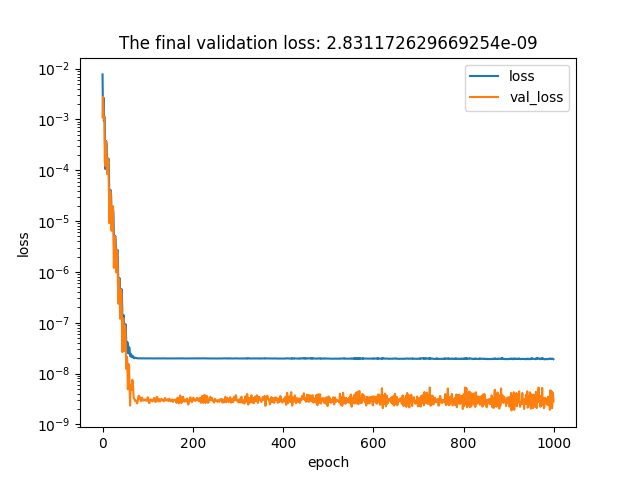 The final validation loss: 2.831172629669254e-09
loss
val_loss
10⁻²
10⁻³
10⁻⁴
10⁻⁵
10⁻⁶
10⁻⁷
10⁻⁸
10⁻⁹
loss
0 200 400 600 800 1000
epoch